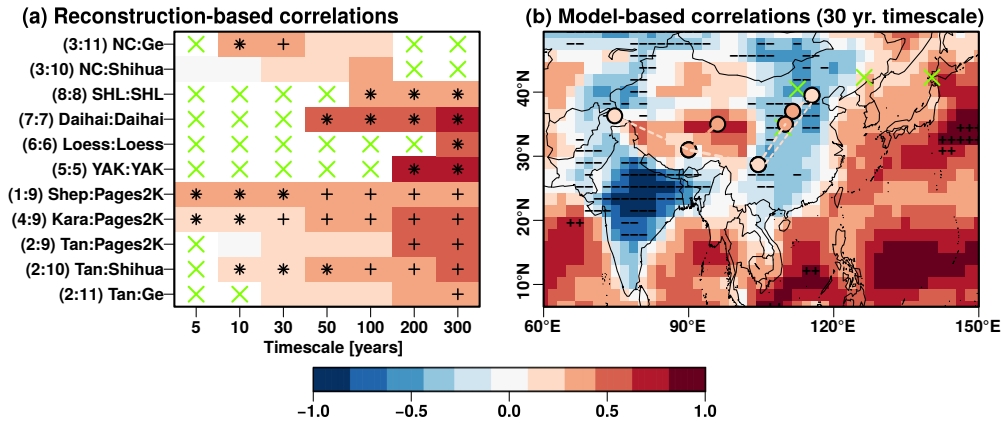 (a) Reconstruction-based correlations
(3:11) NC:Ge
(3:10) NC:Shihua
(8:8) SHL:SHL
(7:7) Daihai:Daihai
(6:6) Loess:Loess
(5:5) YAK:YAK
(1:9) Shep:Pages2K
(4:9) Kara:Pages2K
(2:9) Tan:Pages2K
(2:10) Tan:Shihua
(2:11) Tan:Ge
5 10 30 50 100 200 300
Timescale [years]
(b) Model-based correlations (30 yr. timescale)
40°N
30°N
20°N
10°N
60°E 90°E 120°E 150°E
−1.0 −0.5 0.0 0.5 1.0